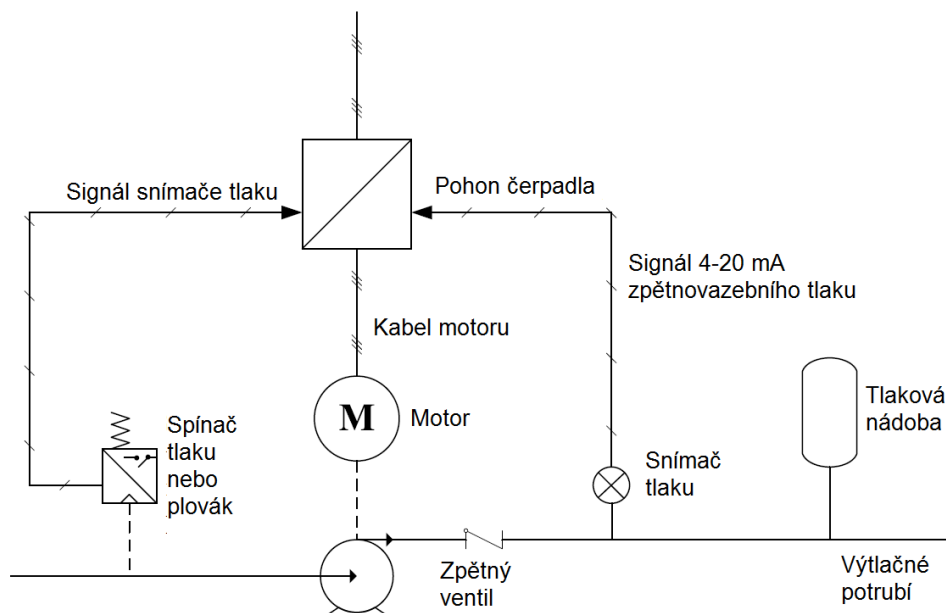 Signál snímače tlaku
Pohon čerpadla
Signál 4-20 mA
zpětnovazebního tlaku
Kabel motoru
M
Motor
Spínač
tlaku
nebo
plovák
Snímač
tlaku
Tlaková
nádoba
Zpětný
ventil
Výtlačné
potrubí